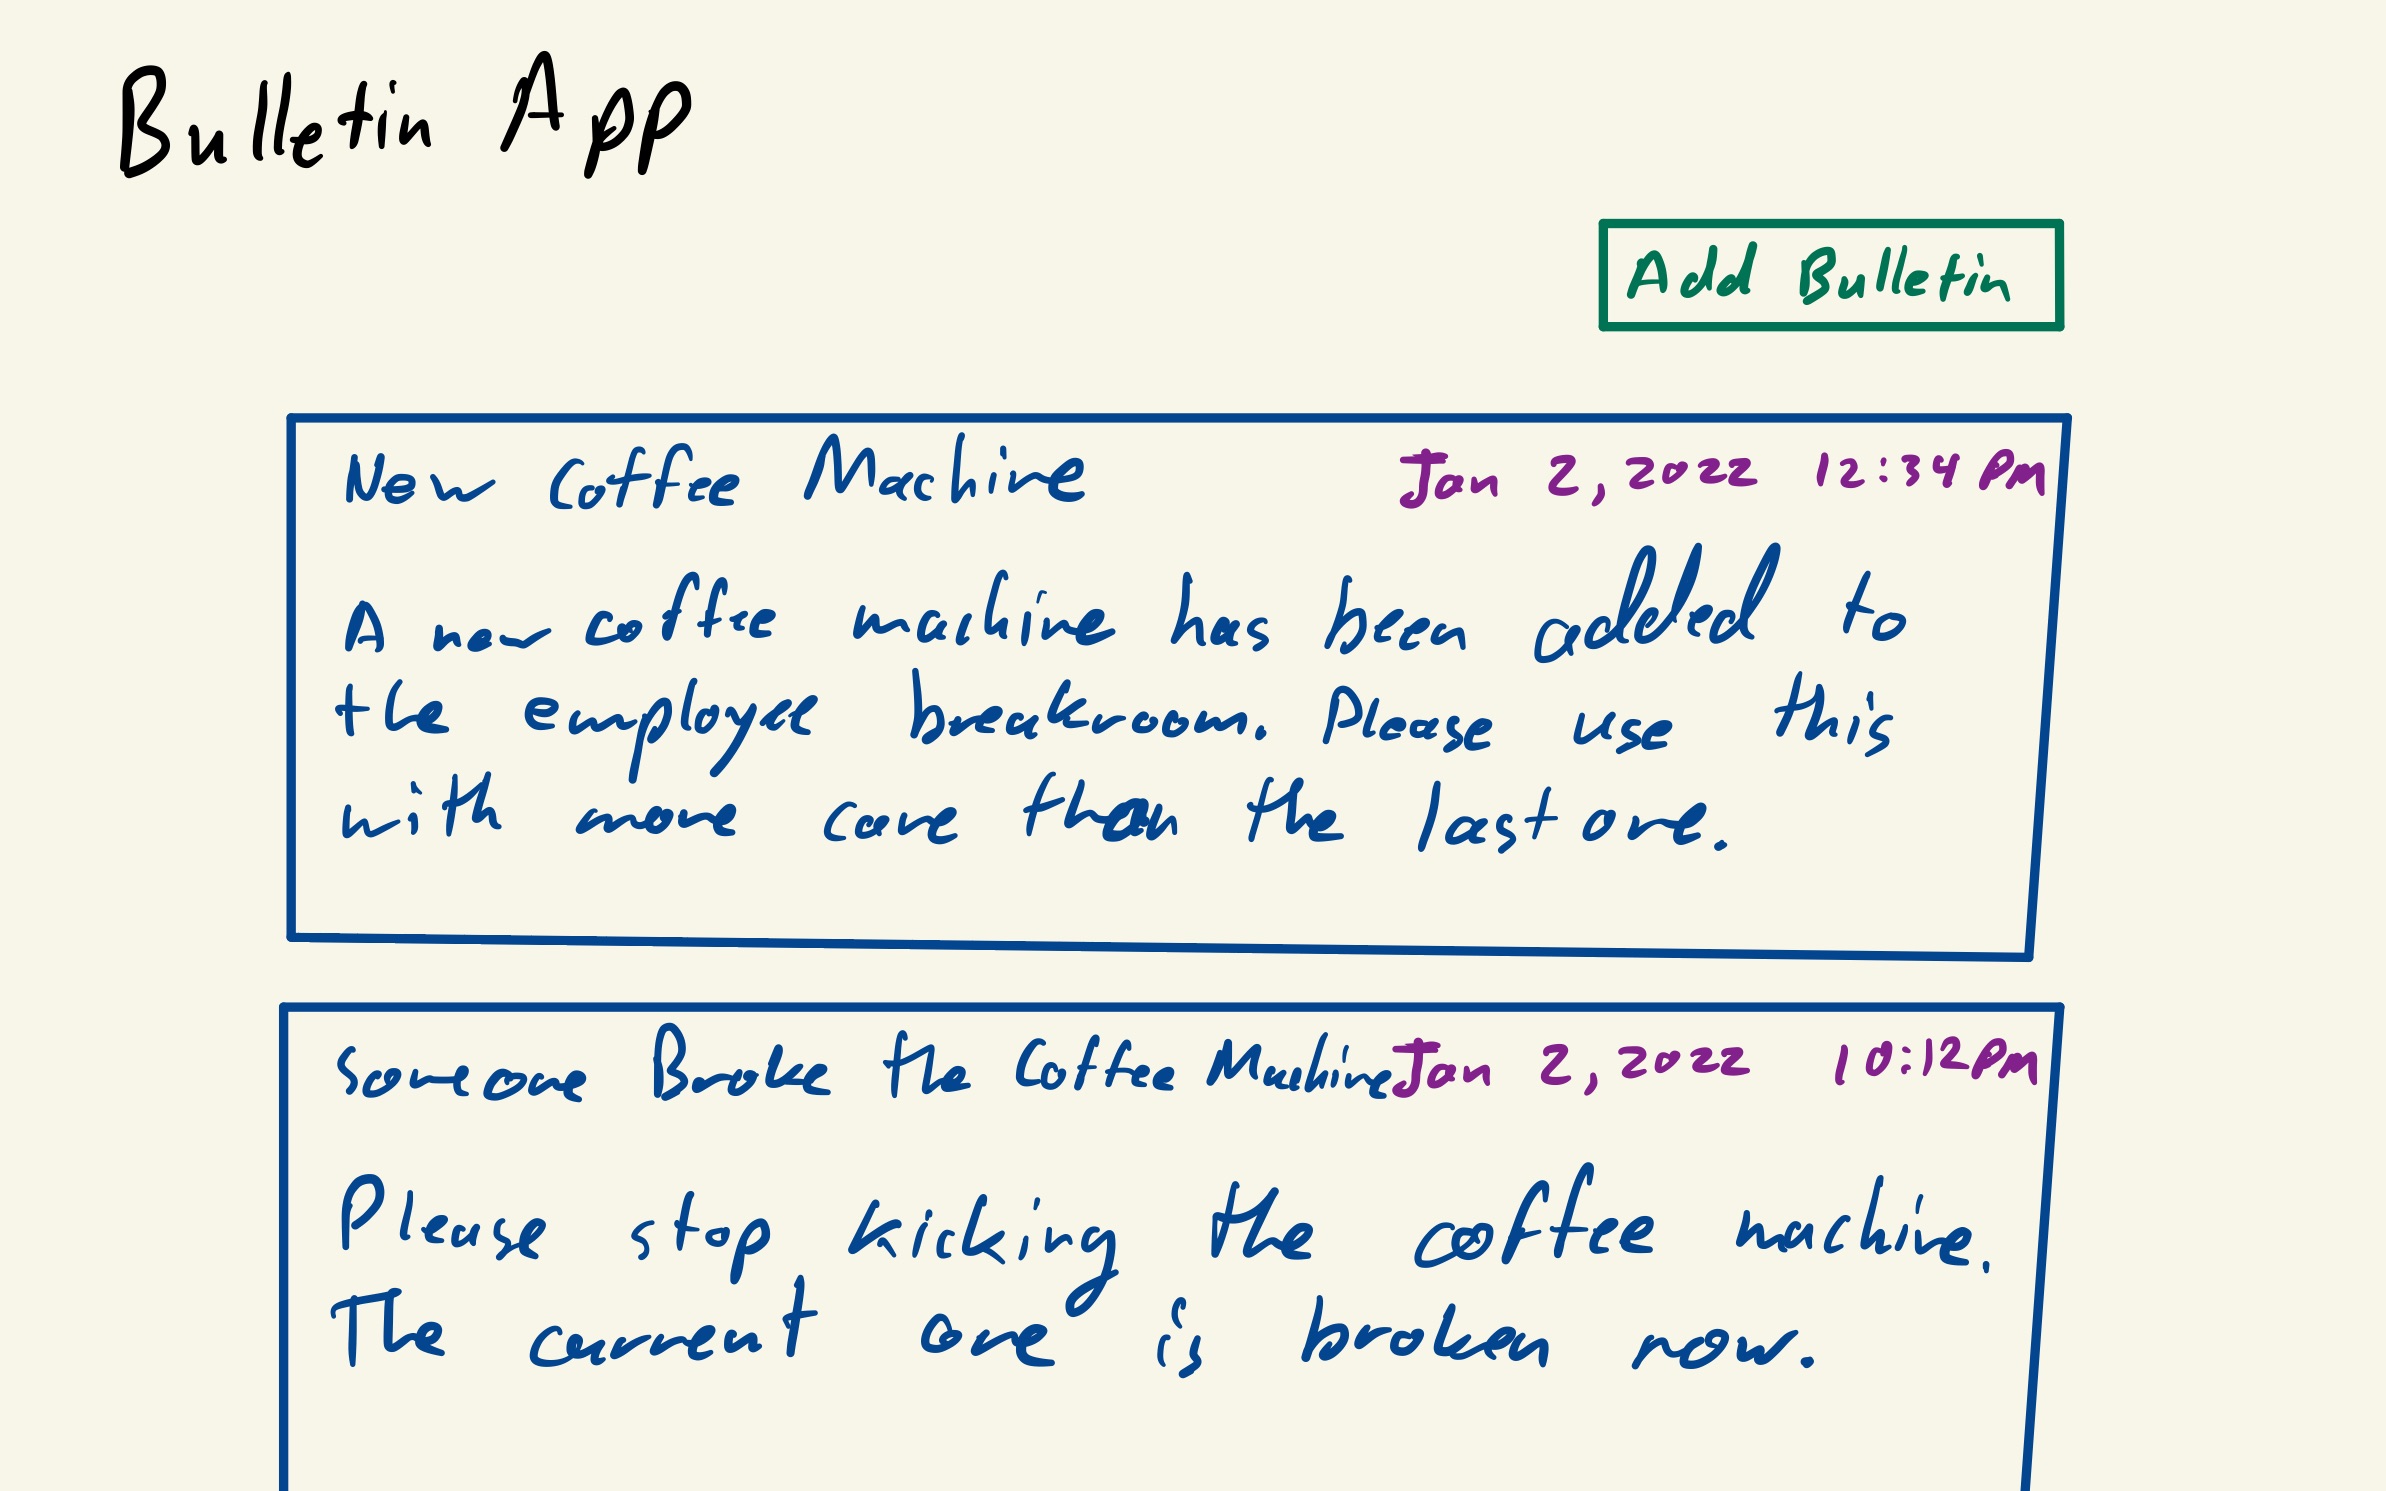 Bulletin App
Add Bulletin
New Coffee Machine Jan 2, 2022 12:34 PM
A new coffee machine has been added to
the employee breakroom. Please use this
with more care than the last one.
Someone Broke the Coffee Machine Jan 2, 2022 10:12 PM
Please stop kicking the coffee machine.
The current one is broken now.